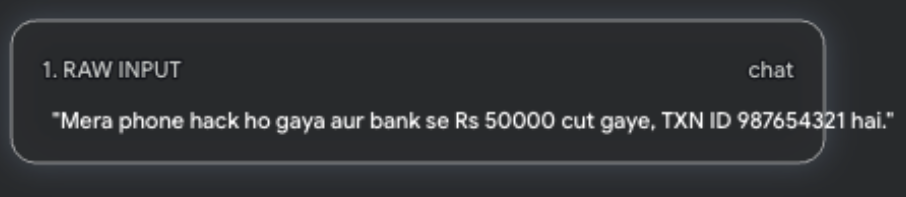 1. RAW INPUT chat
"Mera phone hack ho gaya aur bank se Rs 50000 cut gaye, TXN ID 987654321 hai."